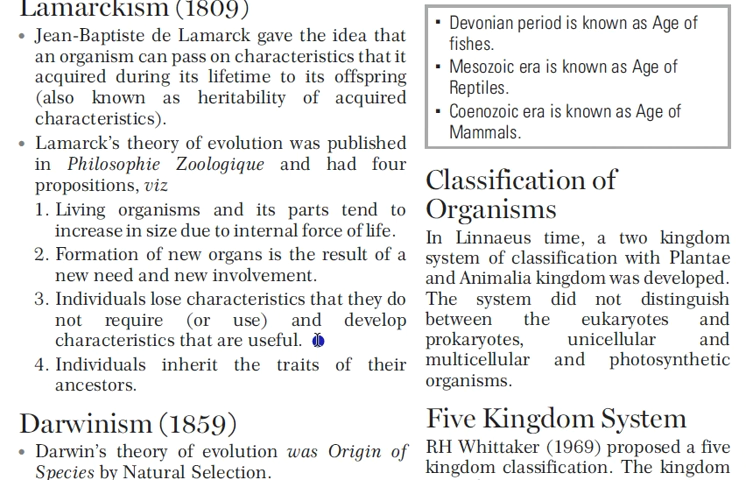 Lamarckism (1809)
• Jean-Baptiste de Lamarck gave the idea that
an organism can pass on characteristics that it
acquired during its lifetime to its offspring
(also known as heritability of acquired
characteristics).
• Lamarck's theory of evolution was published
in Philosophie Zoologique and had four
propositions, viz
1. Living organisms and its parts tend to
increase in size due to internal force of life.
2. Formation of new organs is the result of a
new need and new involvement.
3. Individuals lose characteristics that they do
not require (or use) and develop
characteristics that are useful.
4. Individuals inherit the traits of their
ancestors.
Darwinism (1859)
• Darwin's theory of evolution was Origin of
Species by Natural Selection.
▪ Devonian period is known as Age of
fishes.
▪ Mesozoic era is known as Age of
Reptiles.
▪ Coenozoic era is known as Age of
Mammals.
Classification of
Organisms
In Linnaeus time, a two kingdom
system of classification with Plantae
and Animalia kingdom was developed.
The system did not distinguish
between the eukaryotes and
prokaryotes, unicellular and
multicellular and photosynthetic
organisms.
Five Kingdom System
RH Whittaker (1969) proposed a five
kingdom classification. The kingdom